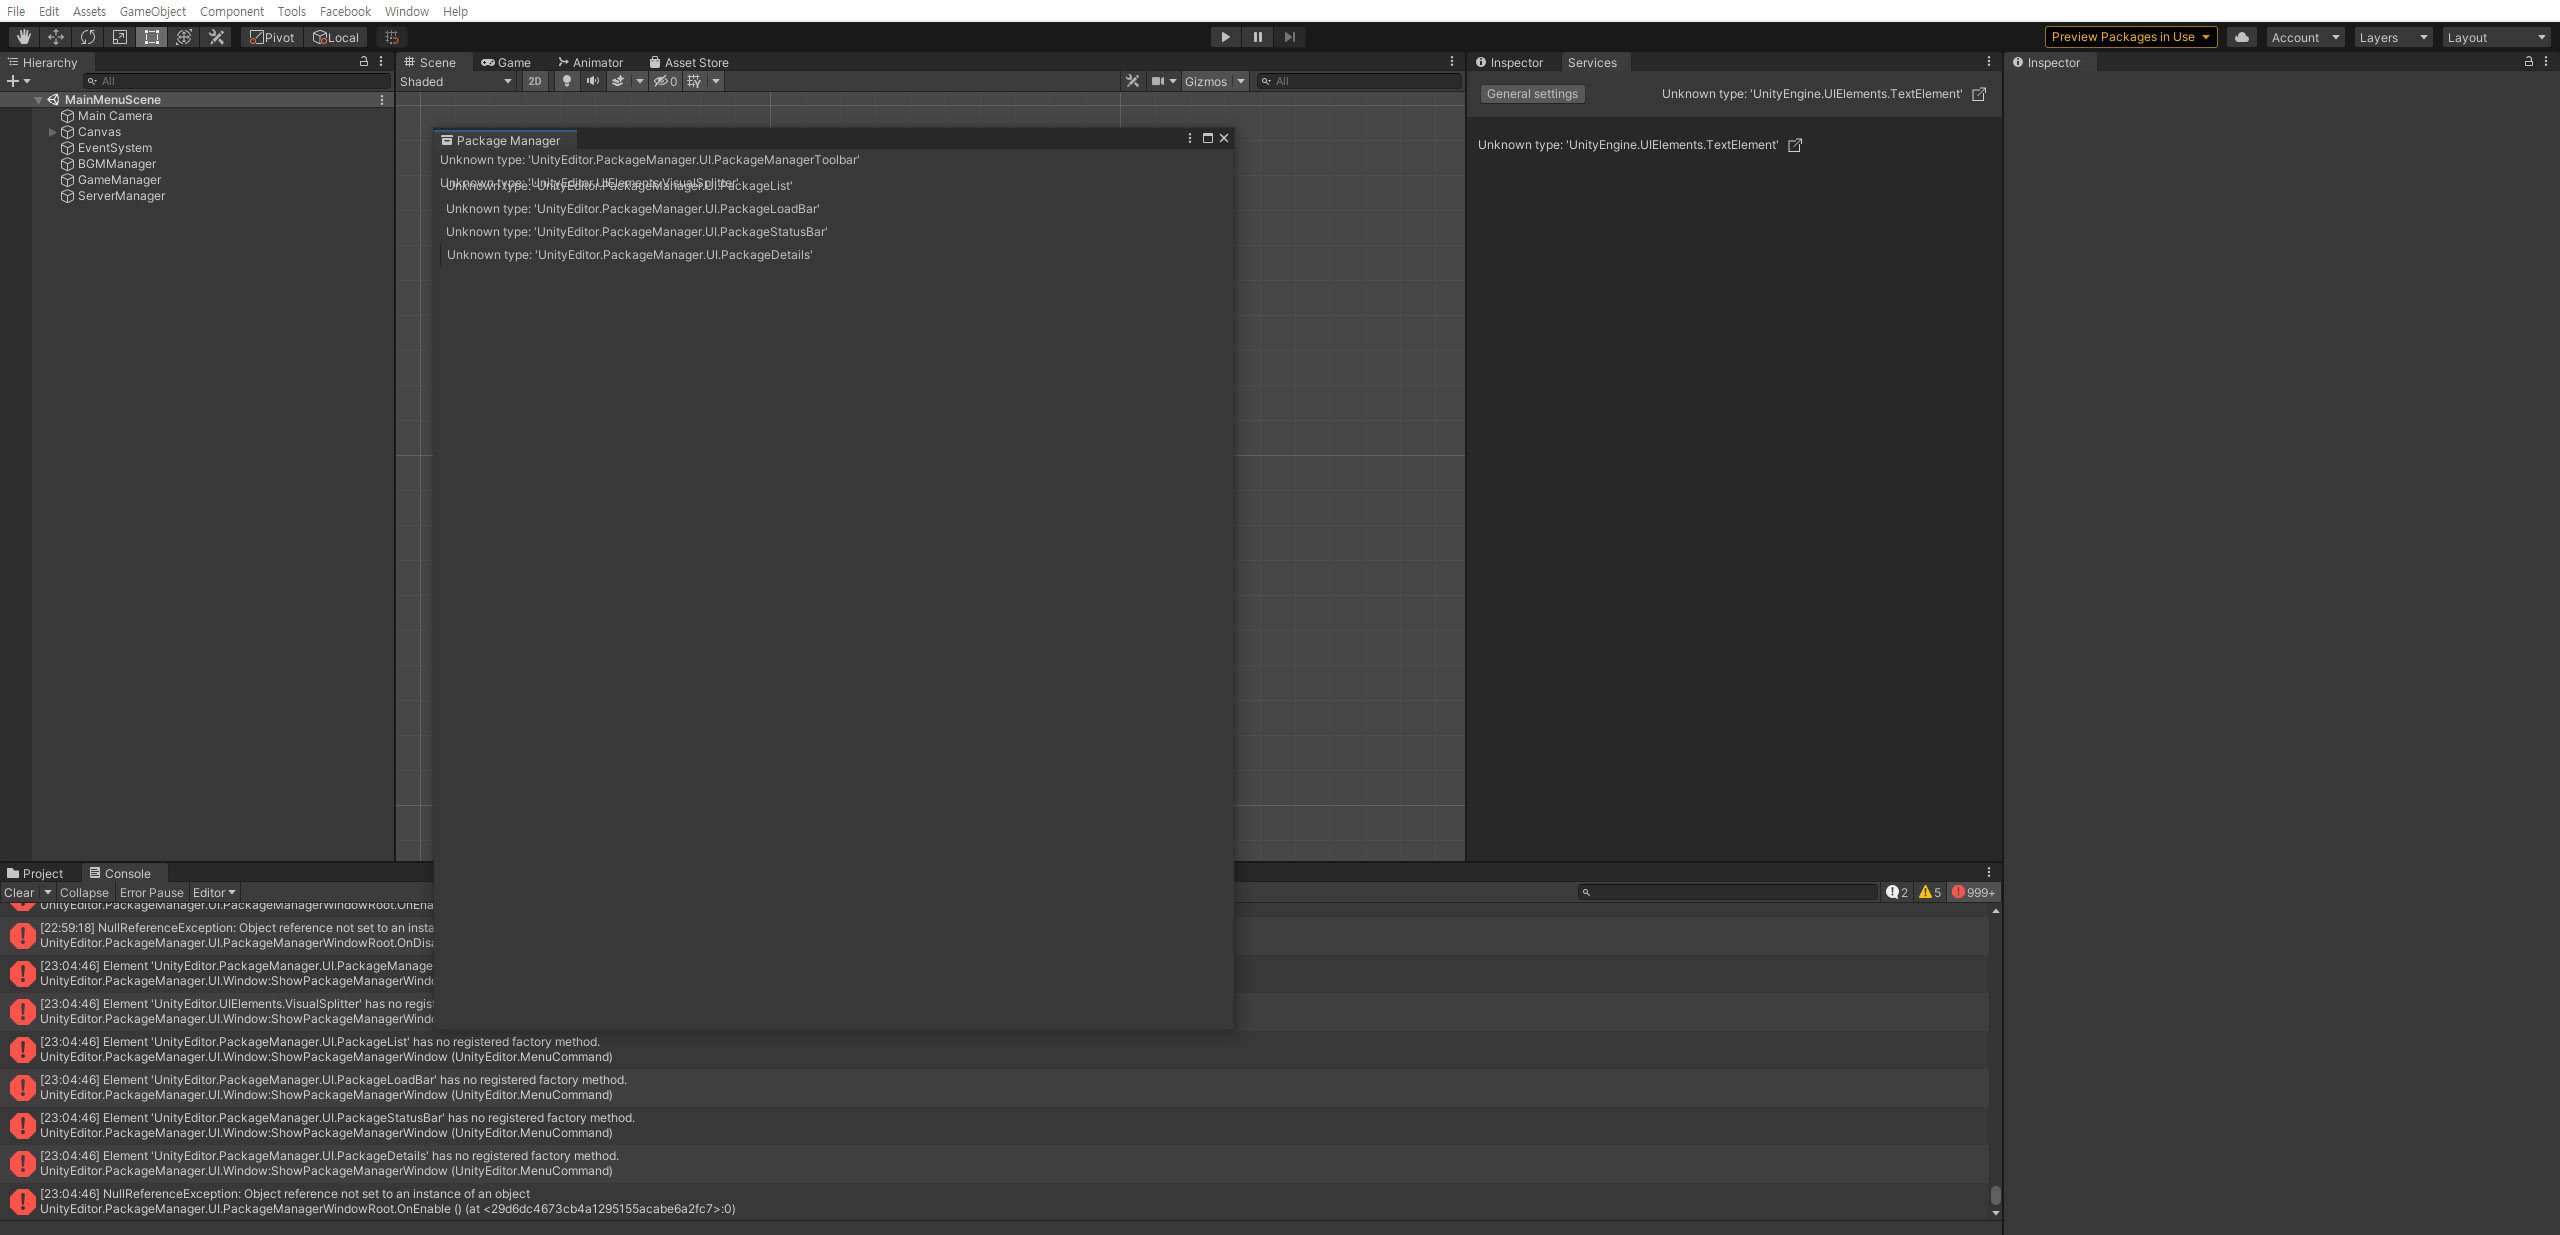 File Edit Assets GameObject Component Tools Facebook Window Help
Pivot Local Preview Packages in Use Account Layers Layout
Hierarchy
All
MainMenuScene
Main Camera
Canvas
EventSystem
BGMManager
GameManager
ServerManager
Scene Game Animator Asset Store
Shaded 2D 0 Gizmos All
Package Manager
Unknown type: 'UnityEditor.PackageManager.UI.PackageManagerToolbar'
Unknown type: 'UnityEditor.UIElements.VisualSplitter'
Unknown type: 'UnityEditor.PackageManager.UI.PackageList'
Unknown type: 'UnityEditor.PackageManager.UI.PackageLoadBar'
Unknown type: 'UnityEditor.PackageManager.UI.PackageStatusBar'
Unknown type: 'UnityEditor.PackageManager.UI.PackageDetails'
Inspector Services
General settings Unknown type: 'UnityEngine.UIElements.TextElement'
Unknown type: 'UnityEngine.UIElements.TextElement'
Inspector
Project Console
Clear Collapse Error Pause Editor 2 5 999+
UnityEditor.PackageManager.UI.PackageManagerWindowRoot.OnEna
[22:59:18] NullReferenceException: Object reference not set to an insta
UnityEditor.PackageManager.UI.PackageManagerWindowRoot.OnDisa
[23:04:46] Element 'UnityEditor.PackageManager.UI.PackageManage
UnityEditor.PackageManager.UI.Window:ShowPackageManagerWindo
[23:04:46] Element 'UnityEditor.UIElements.VisualSplitter' has no regist
UnityEditor.PackageManager.UI.Window:ShowPackageManagerWindo
[23:04:46] Element 'UnityEditor.PackageManager.UI.PackageList' has no registered factory method.
UnityEditor.PackageManager.UI.Window:ShowPackageManagerWindow (UnityEditor.MenuCommand)
[23:04:46] Element 'UnityEditor.PackageManager.UI.PackageLoadBar' has no registered factory method.
UnityEditor.PackageManager.UI.Window:ShowPackageManagerWindow (UnityEditor.MenuCommand)
[23:04:46] Element 'UnityEditor.PackageManager.UI.PackageStatusBar' has no registered factory method.
UnityEditor.PackageManager.UI.Window:ShowPackageManagerWindow (UnityEditor.MenuCommand)
[23:04:46] Element 'UnityEditor.PackageManager.UI.PackageDetails' has no registered factory method.
UnityEditor.PackageManager.UI.Window:ShowPackageManagerWindow (UnityEditor.MenuCommand)
[23:04:46] NullReferenceException: Object reference not set to an instance of an object
UnityEditor.PackageManager.UI.PackageManagerWindowRoot.OnEnable () (at <29d6dc4673cb4a1295155acabe6a2fc7>:0)